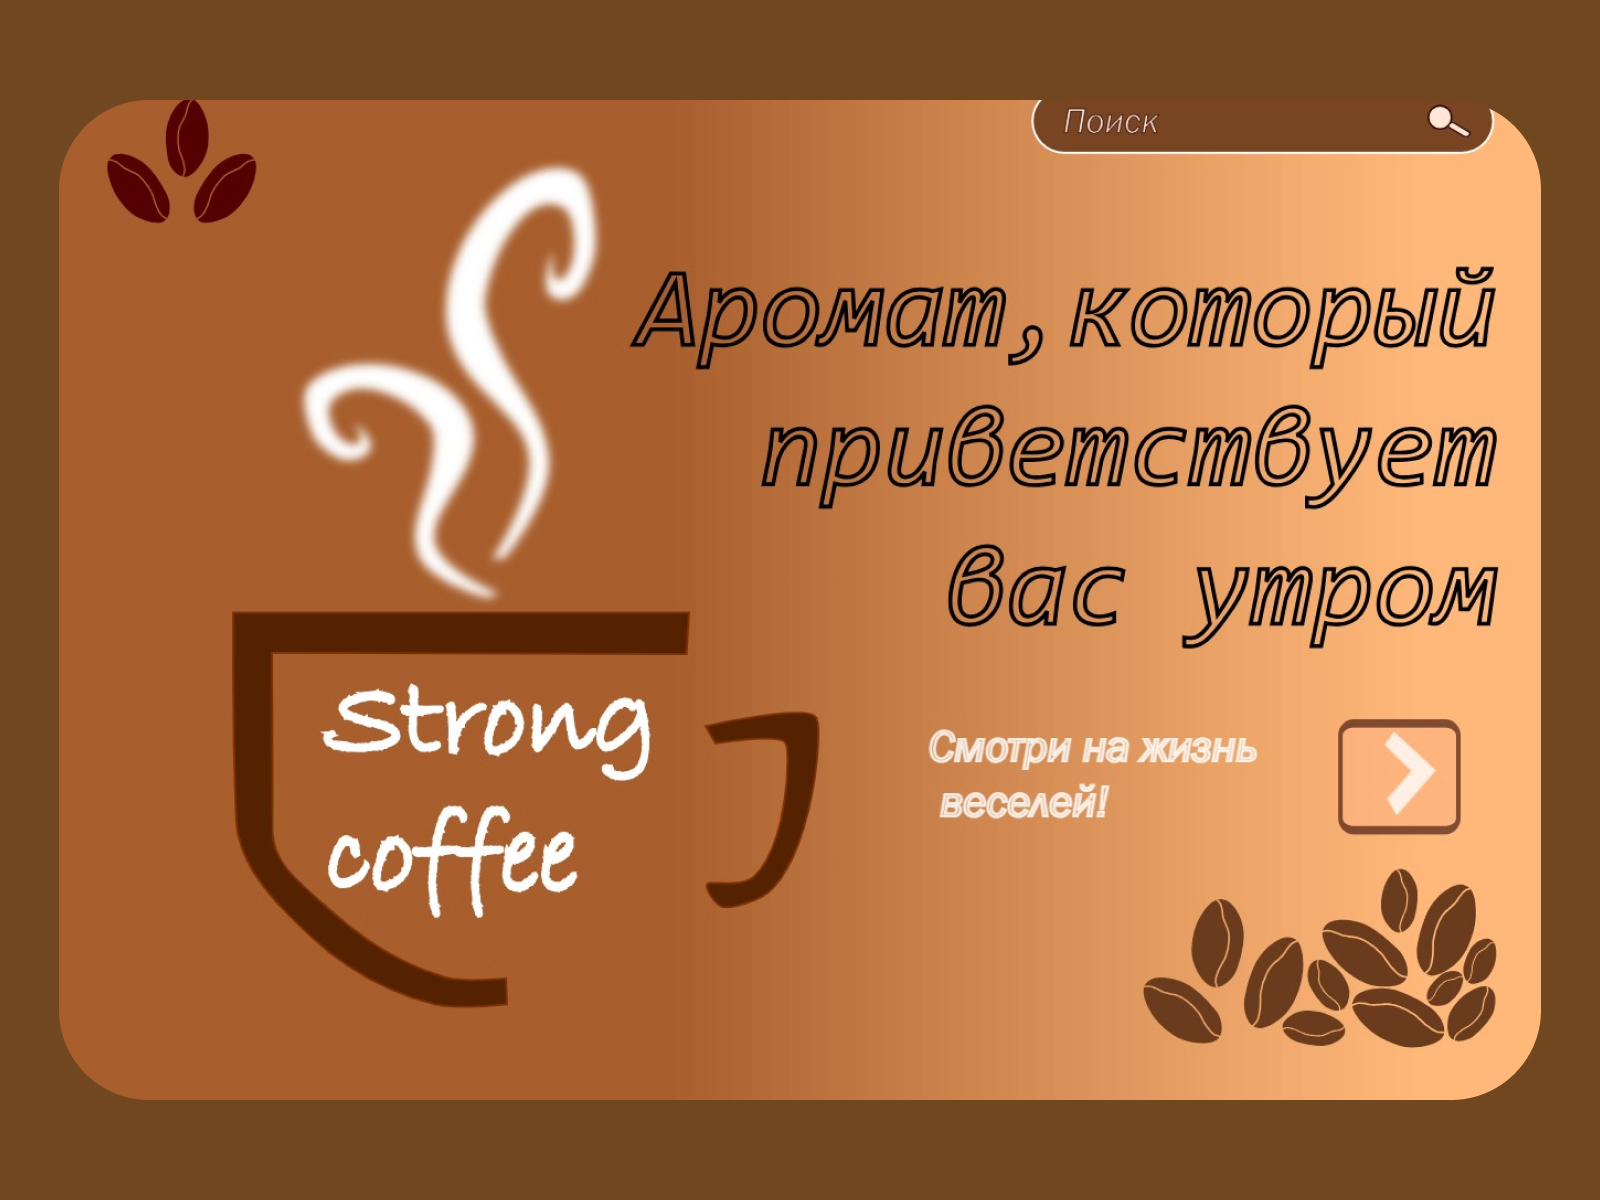 Поиск
Аромат, который
приветствует
вас утром
Strong
coffee
Смотри на жизнь
веселей!